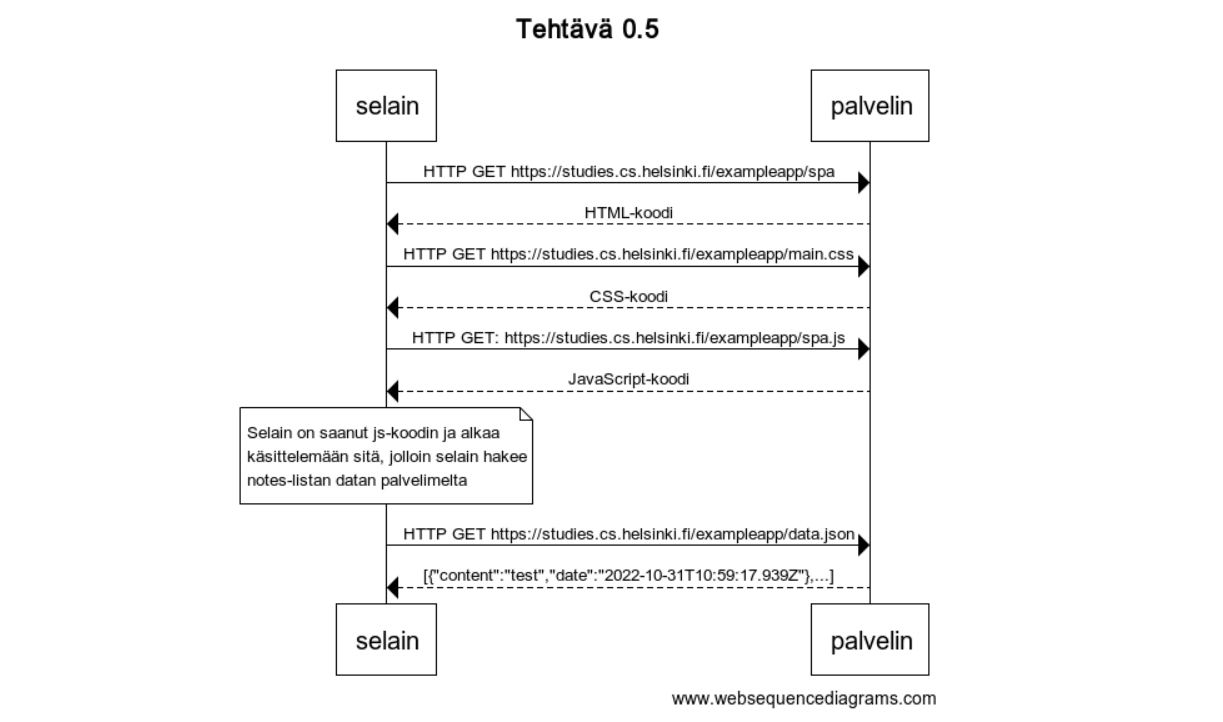 Tehtävä 0.5
selain
palvelin
HTTP GET https://studies.cs.helsinki.fi/exampleapp/spa
HTML-koodi
HTTP GET https://studies.cs.helsinki.fi/exampleapp/main.css
CSS-koodi
HTTP GET: https://studies.cs.helsinki.fi/exampleapp/spa.js
JavaScript-koodi
Selain on saanut js-koodin ja alkaa
käsittelemään sitä, jolloin selain hakee
notes-listan datan palvelimelta
HTTP GET https://studies.cs.helsinki.fi/exampleapp/data.json
[{"content":"test","date":"2022-10-31T10:59:17.939Z"},...]
selain
palvelin
www.websequencediagrams.com